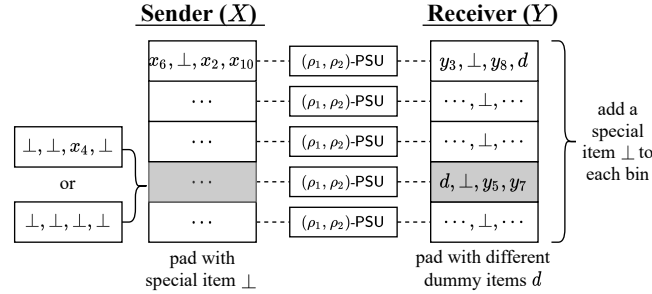 Sender (X)
Receiver (Y)
x₆, ⊥, x₂, x₁₀
(ρ₁, ρ₂)-PSU
y₃, ⊥, y₈, d
⋯
(ρ₁, ρ₂)-PSU
⋯, ⊥, ⋯
⋯
(ρ₁, ρ₂)-PSU
⋯, ⊥, ⋯
⋯
(ρ₁, ρ₂)-PSU
d, ⊥, y₅, y₇
⋯
(ρ₁, ρ₂)-PSU
⋯, ⊥, ⋯
⊥, ⊥, x₄, ⊥
or
⊥, ⊥, ⊥, ⊥
add a
special
item ⊥ to
each bin
pad with
special item ⊥
pad with different
dummy items d